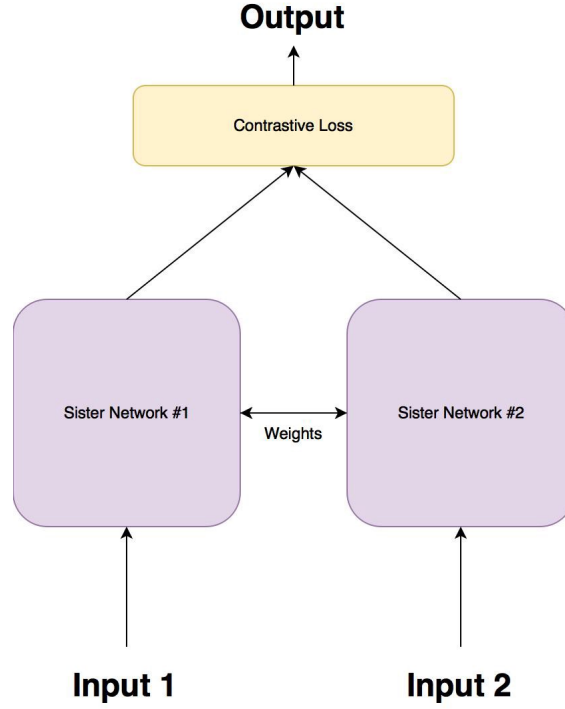 Output
Contrastive Loss
Sister Network #1
Sister Network #2
Weights
Input 1
Input 2